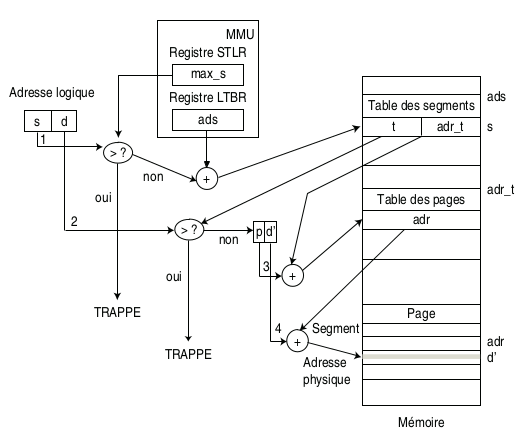 MMU
Registre STLR
max_s
Adresse logique
Registre LTBR
ads
s d
1
> ?
non
+
oui
2
> ?
non
p d'
oui
3
+
TRAPPE
4
+
Segment
TRAPPE
Adresse
physique
ads
Table des segments
t adr_t s
adr_t
Table des pages
adr
Page
adr
d'
Mémoire